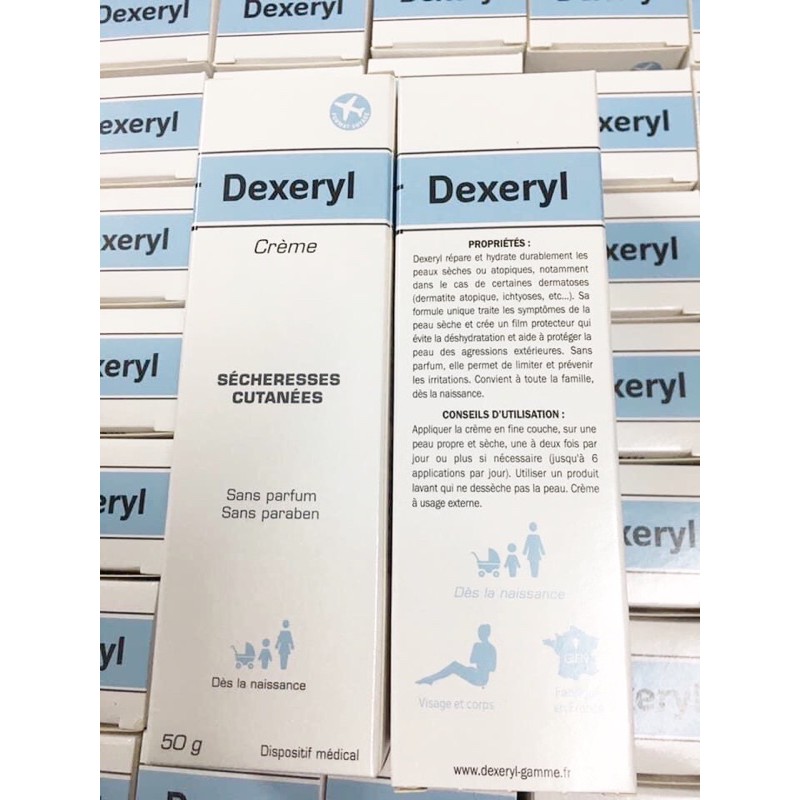 Dexeryl
Crème
SÉCHERESSES
CUTANÉES
Sans parfum
Sans paraben
Dès la naissance
50 g
Dispositif médical
Dexeryl
PROPRIÉTÉS :
Dexeryl répare et hydrate durablement les
peaux sèches ou atopiques, notamment
dans le cas de certaines dermatoses
(dermatite atopique, ichtyoses, etc...). Sa
formule unique traite les symptômes de la
peau sèche et crée un film protecteur qui
évite la déshydratation et aide à protéger la
peau des agressions extérieures. Sans
parfum, elle permet de limiter et prévenir
les irritations. Convient à toute la famille,
dès la naissance.
CONSEILS D'UTILISATION :
Appliquer la crème en fine couche, sur une
peau propre et sèche, une à deux fois par
jour ou plus si nécessaire (jusqu'à 6
applications par jour). Utiliser un produit
lavant qui ne dessèche pas la peau. Crème
à usage externe.
Dès la naissance
Visage et corps
en France
www.dexeryl-gamme.fr
Dexeryl
Dexeryl
exeryl
xeryl
xeryl
xeryl
eryl
xeryl
eryl
xeryl
yl
eryl